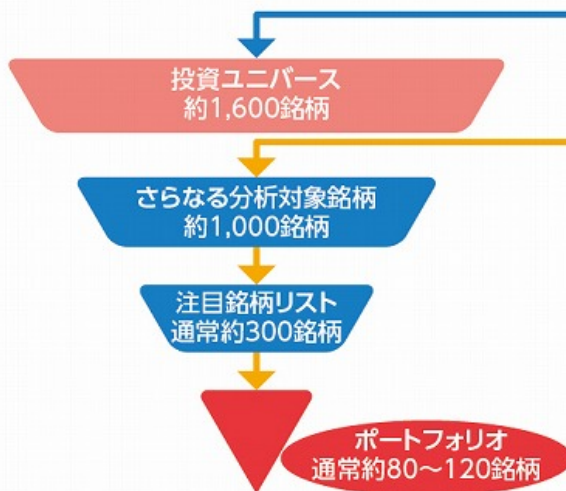 投資ユニバース
約1,600銘柄
さらなる分析対象銘柄
約1,000銘柄
注目銘柄リスト
通常約300銘柄
ポートフォリオ
通常約80～120銘柄